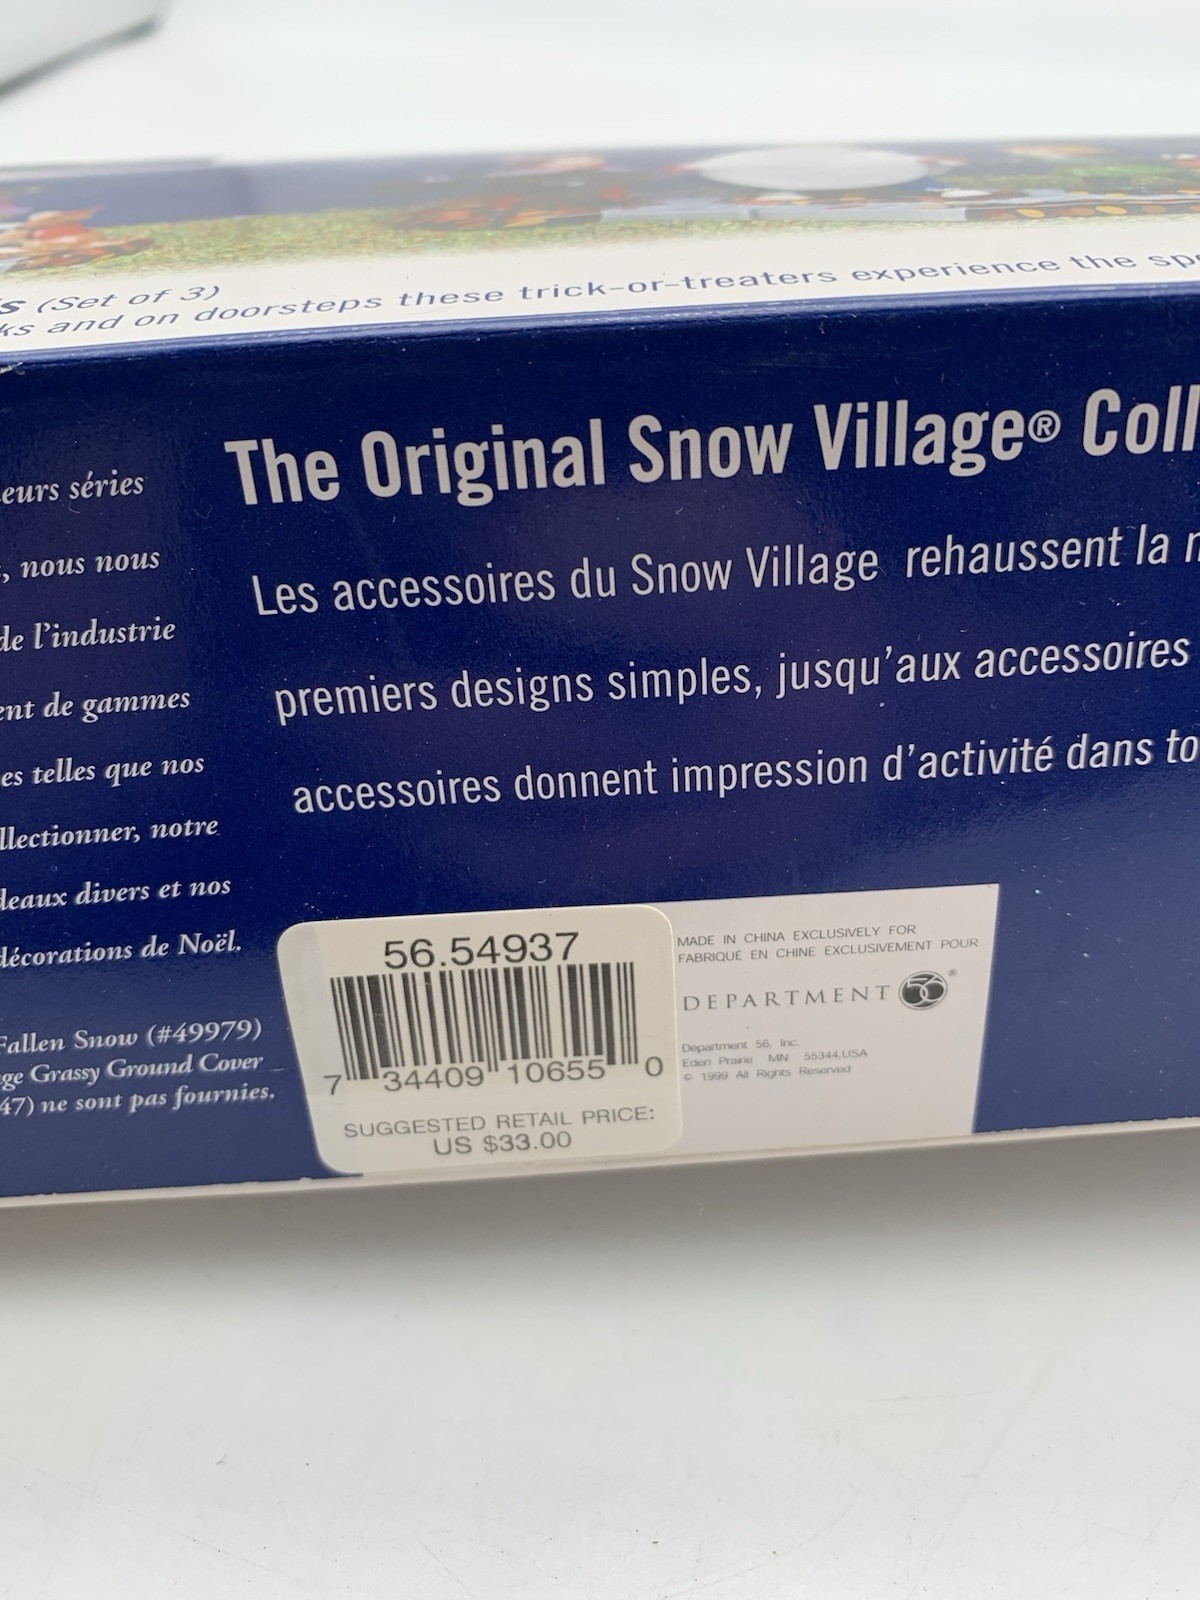 s (Set of 3)
ks and on doorsteps these trick-or-treaters experience the sp
The Original Snow Village® Coll
Les accessoires du Snow Village rehaussent la
premiers designs simples, jusqu'aux accessoires
accessoires donnent impression d'activité dans to
eurs séries
, nous nous
de l'industrie
ent de gammes
es telles que nos
llectionner, notre
deaux divers et nos
décorations de Noël.
Fallen Snow (#49979)
ge Grassy Ground Cover
47) ne sont pas fournies.
56.54937
7 34409 10655 0
SUGGESTED RETAIL PRICE:
US $33.00
MADE IN CHINA EXCLUSIVELY FOR
FABRIQUÉ EN CHINE EXCLUSIVEMENT POUR
DEPARTMENT 56®
Department 56, Inc.
Eden Prairie MN 55344,USA
© 1999 All Rights Reserved